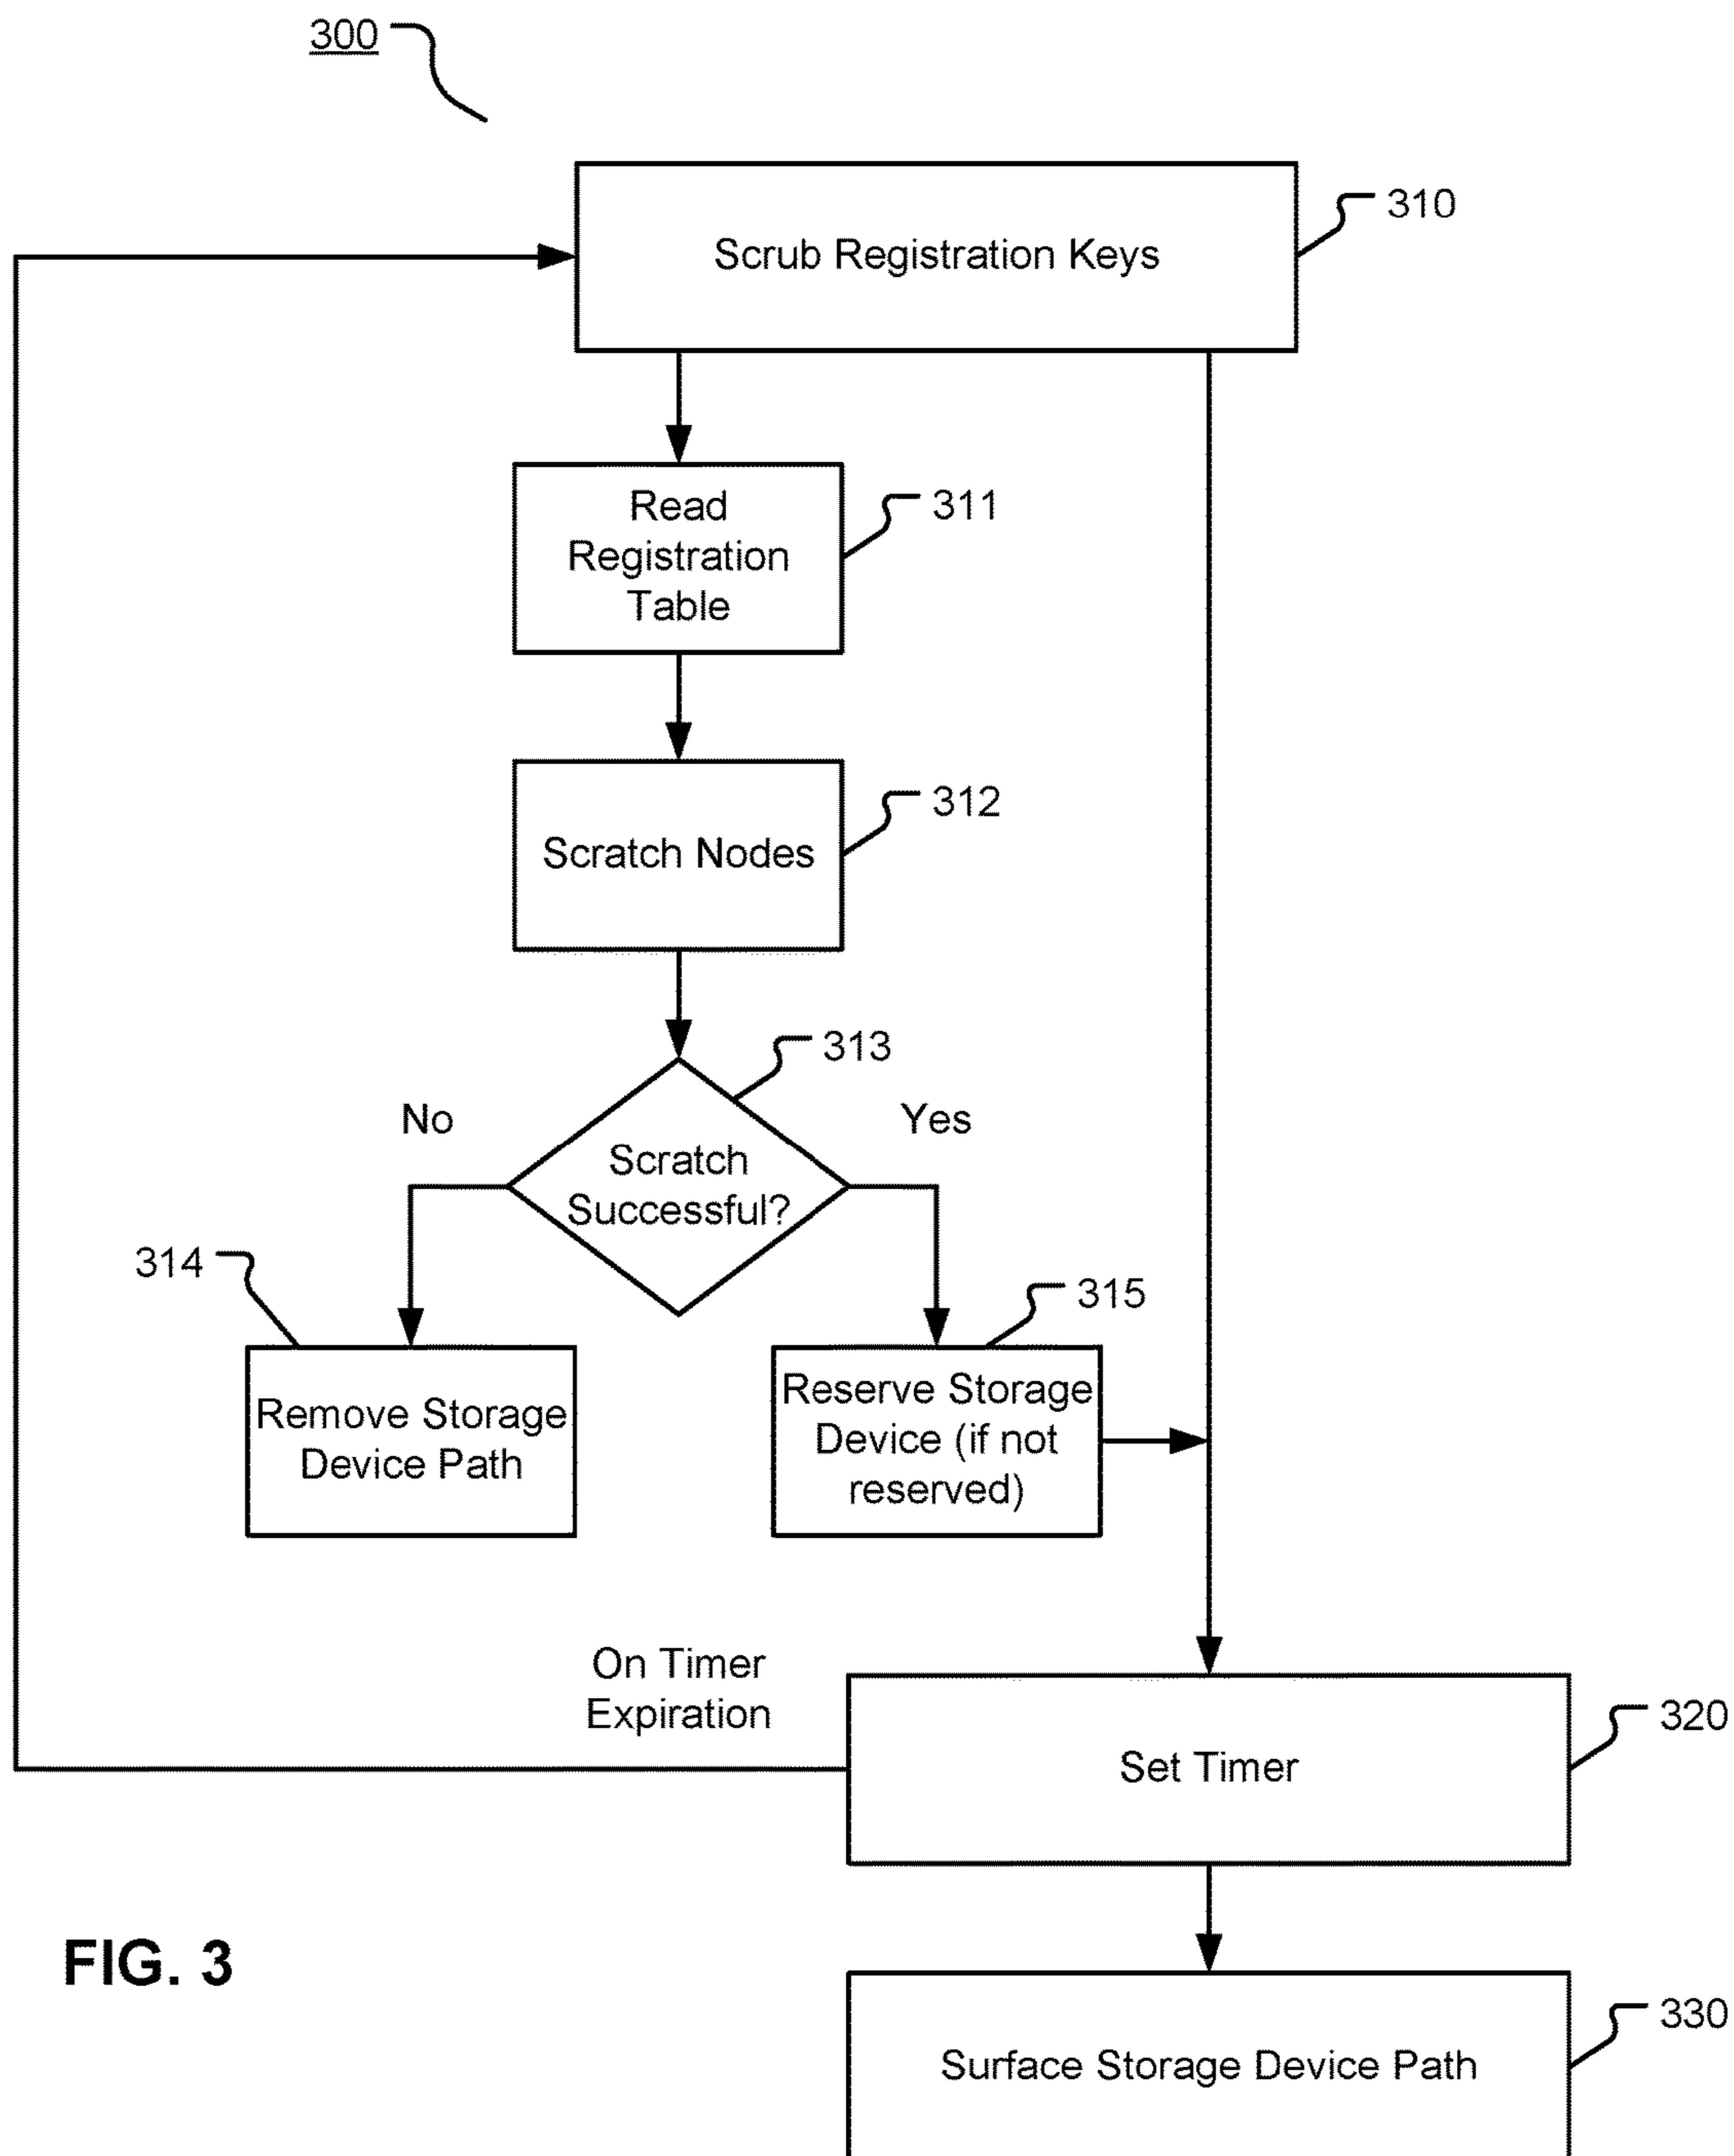 300
310
Scrub Registration Keys
311
Read
Registration
Table
312
Scratch Nodes
313
No
Yes
Scratch
Successful?
314
315
Remove Storage
Device Path
Reserve Storage
Device (if not
reserved)
On Timer
Expiration
320
Set Timer
FIG. 3
330
Surface Storage Device Path